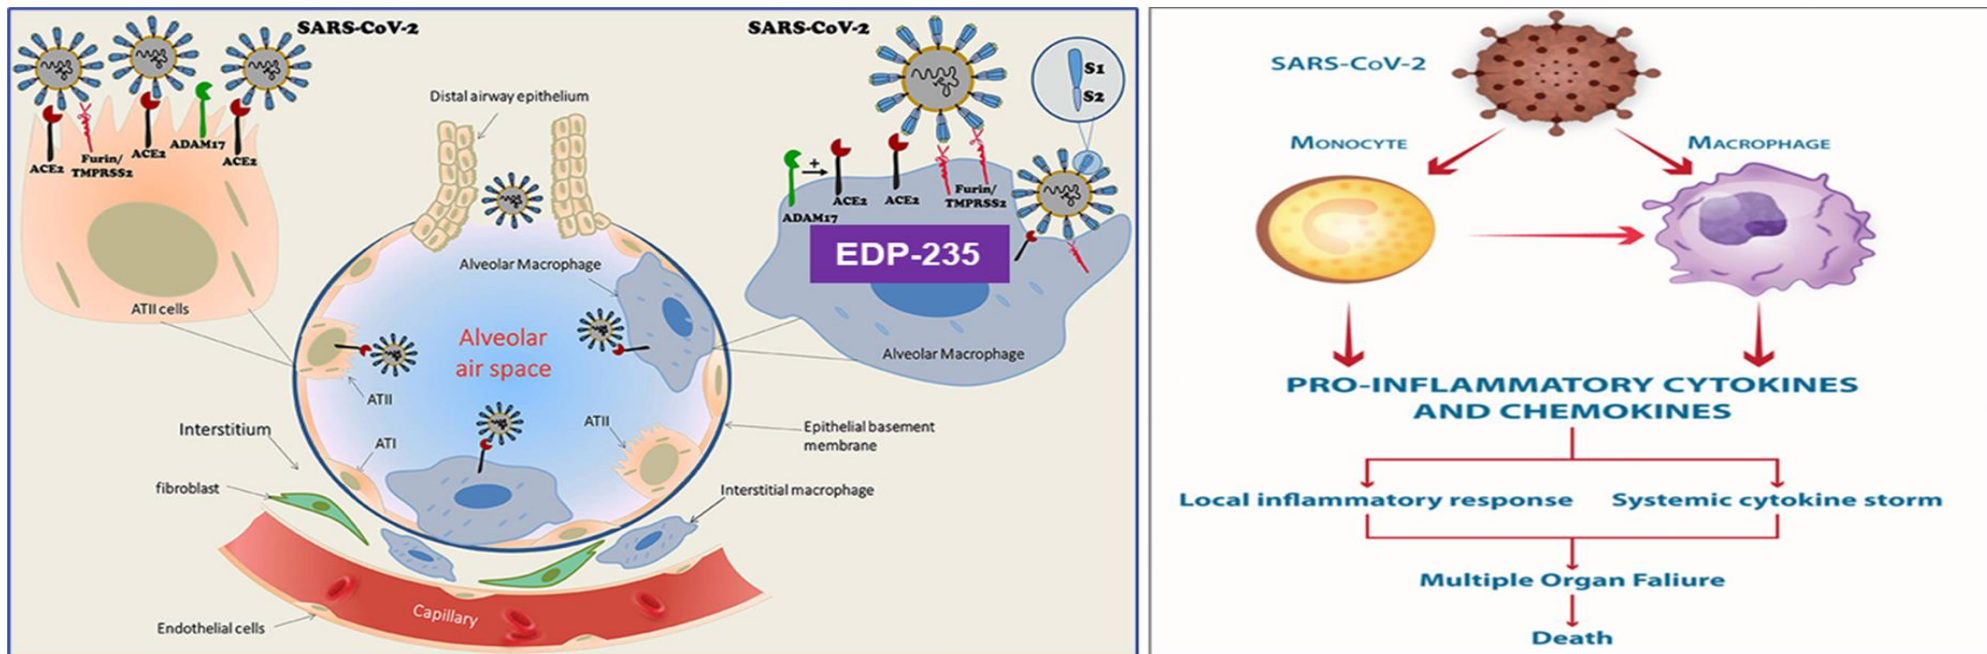 SARS-CoV-2
ACE2
Furin/
TMPRSS2
ACE2
ADAM17
ACE2
ATII cells
Distal airway epithelium
Alveolar Macrophage
Alveolar
air space
ATII
ATI
ATII
Interstitium
fibroblast
Endothelial cells
Capillary
Interstitial macrophage
Epithelial basement
membrane
SARS-CoV-2
S1
S2
+
ADAM17
ACE2
ACE2
Furin/
TMPRSS2
EDP-235
Alveolar Macrophage
SARS-CoV-2
MONOCYTE
MACROPHAGE
PRO-INFLAMMATORY CYTOKINES
AND CHEMOKINES
Local inflammatory response
Systemic cytokine storm
Multiple Organ Faliure
Death